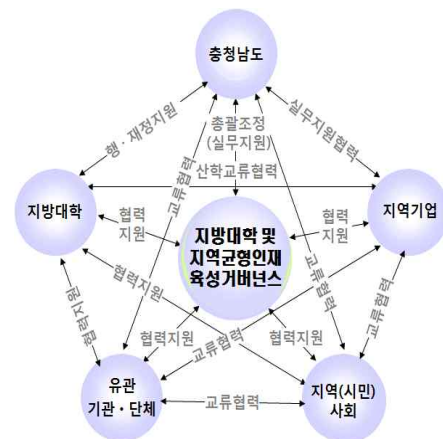 충청남도
행·재정지원
총괄조정
(실무지원)
실무지원협력
교류협력
산학교류협력
지방대학
지역기업
협력
지원
협력
지원
지방대학 및
지역균형인재
육성거버넌스
협력지원
교류협력
협력지원
교류협력
협력지원
교류협력
협력지원
유관
기관·단체
교류협력
지역(시민)
사회